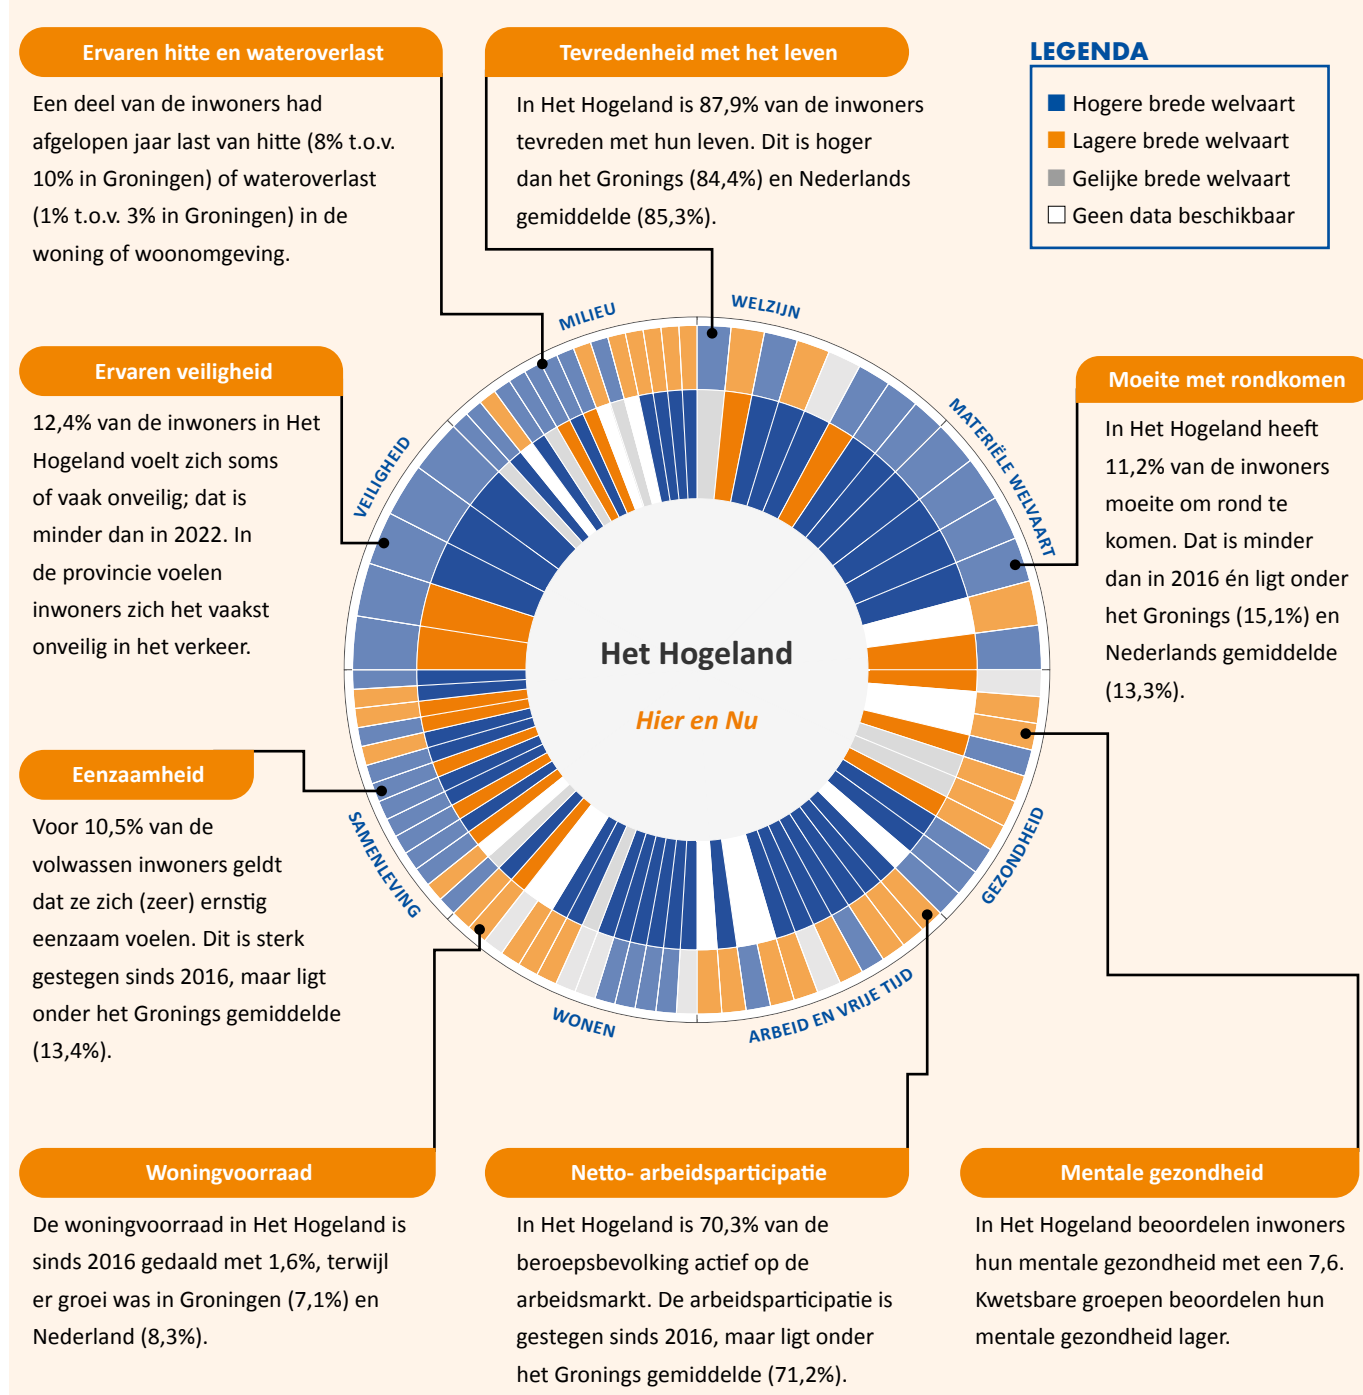 Ervaren hitte en wateroverlast
Een deel van de inwoners had
afgelopen jaar last van hitte (8% t.o.v.
10% in Groningen) of wateroverlast
(1% t.o.v. 3% in Groningen) in de
woning of woonomgeving.
Tevredenheid met het leven
In Het Hogeland is 87,9% van de inwoners
tevreden met hun leven. Dit is hoger
dan het Gronings (84,4%) en Nederlands
gemiddelde (85,3%).
LEGENDA
Hogere brede welvaart
Lagere brede welvaart
Gelijke brede welvaart
Geen data beschikbaar
Ervaren veiligheid
12,4% van de inwoners in Het
Hogeland voelt zich soms
of vaak onveilig; dat is
minder dan in 2022. In
de provincie voelen
inwoners zich het vaakst
onveilig in het verkeer.
MILIEU
WELZIJN
MATERIËLE WELVAART
GEZONDHEID
ARBEID EN VRIJE TIJD
WONEN
SAMENLEVING
VEILIGHEID
Het Hogeland
Hier en Nu
Moeite met rondkomen
In Het Hogeland heeft
11,2% van de inwoners
moeite om rond te
komen. Dat is minder
dan in 2016 én ligt onder
het Gronings (15,1%) en
Nederlands gemiddelde
(13,3%).
Eenzaamheid
Voor 10,5% van de
volwassen inwoners geldt
dat ze zich (zeer) ernstig
eenzaam voelen. Dit is sterk
gestegen sinds 2016, maar ligt
onder het Gronings gemiddelde
(13,4%).
Woningvoorraad
De woningvoorraad in Het Hogeland is
sinds 2016 gedaald met 1,6%, terwijl
er groei was in Groningen (7,1%) en
Nederland (8,3%).
Netto- arbeidsparticipatie
In Het Hogeland is 70,3% van de
beroepsbevolking actief op de
arbeidsmarkt. De arbeidsparticipatie is
gestegen sinds 2016, maar ligt onder
het Gronings gemiddelde (71,2%).
Mentale gezondheid
In Het Hogeland beoordelen inwoners
hun mentale gezondheid met een 7,6.
Kwetsbare groepen beoordelen hun
mentale gezondheid lager.